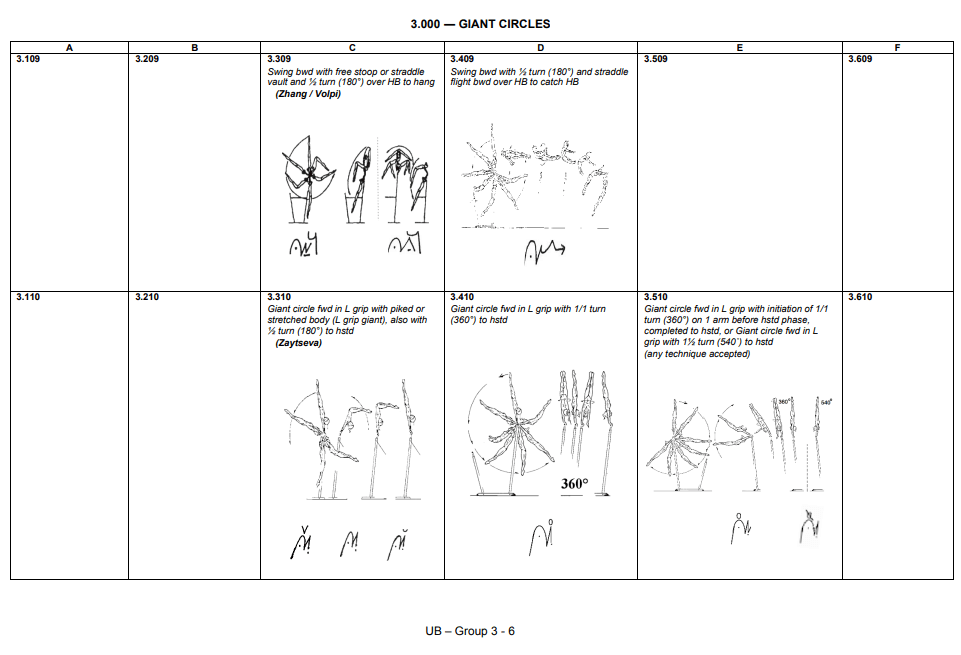 3.000 — GIANT CIRCLES
A B C D E F
3.109 3.209 3.309 3.409 3.509 3.609
Swing bwd with free stoop or straddle
vault and ½ turn (180°) over HB to hang
(Zhang / Volpi)
Swing bwd with ½ turn (180°) and straddle
flight bwd over HB to catch HB
3.110 3.210 3.310 3.410 3.510 3.610
Giant circle fwd in L grip with piked or
stretched body (L grip giant), also with
½ turn (180°) to hstd
(Zaytseva)
Giant circle fwd in L grip with 1/1 turn
(360°) to hstd
360°
Giant circle fwd in L grip with initiation of 1/1
turn (360°) on 1 arm before hstd phase,
completed to hstd, or Giant circle fwd in L
grip with 1½ turn (540˚) to hstd
(any technique accepted)
360° 540°
UB – Group 3 - 6